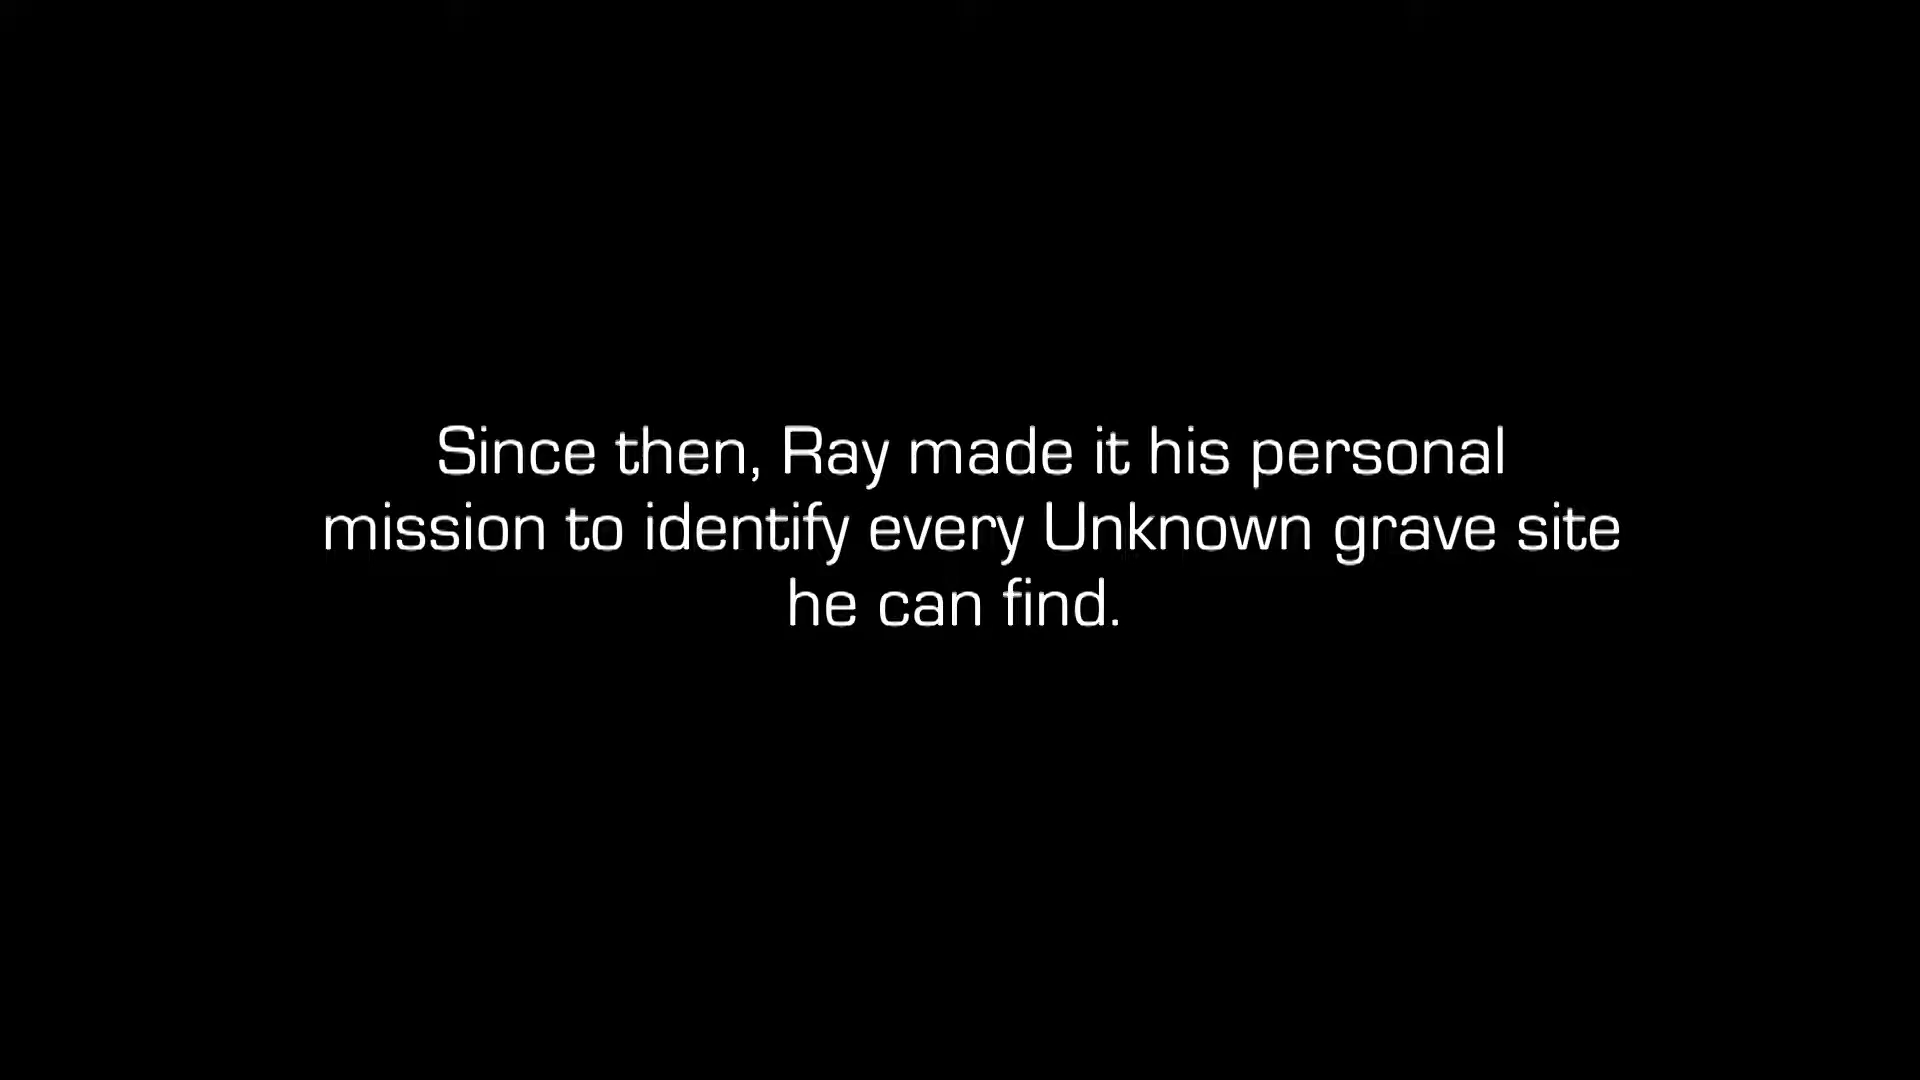 Since then, Ray made it his personal
mission to identify every Unknown grave site
he can find.